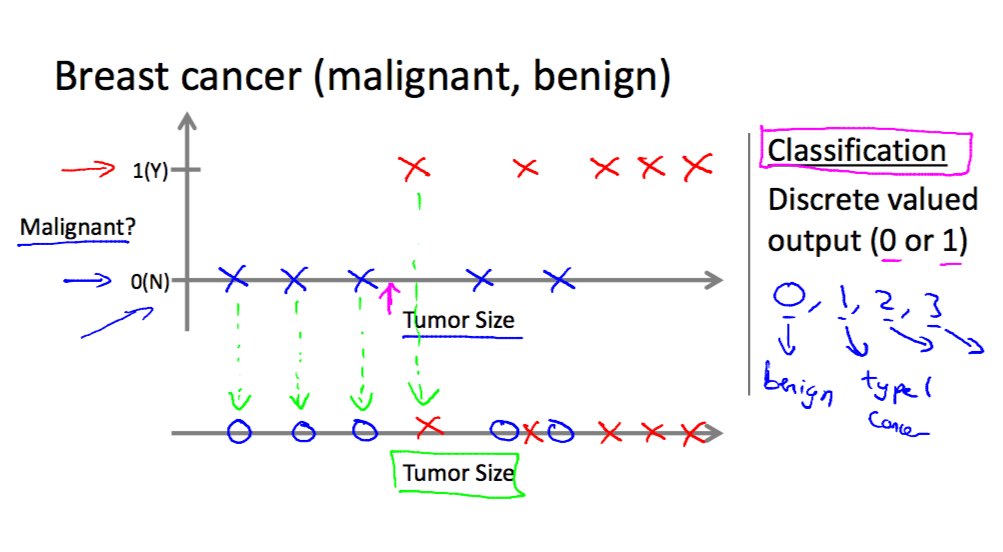 Breast cancer (malignant, benign)
1(Y)
Malignant?
0(N)
Tumor Size
Tumor Size
Classification
Discrete valued
output (0 or 1)
0, 1, 2, 3
benign
type 1
cancer